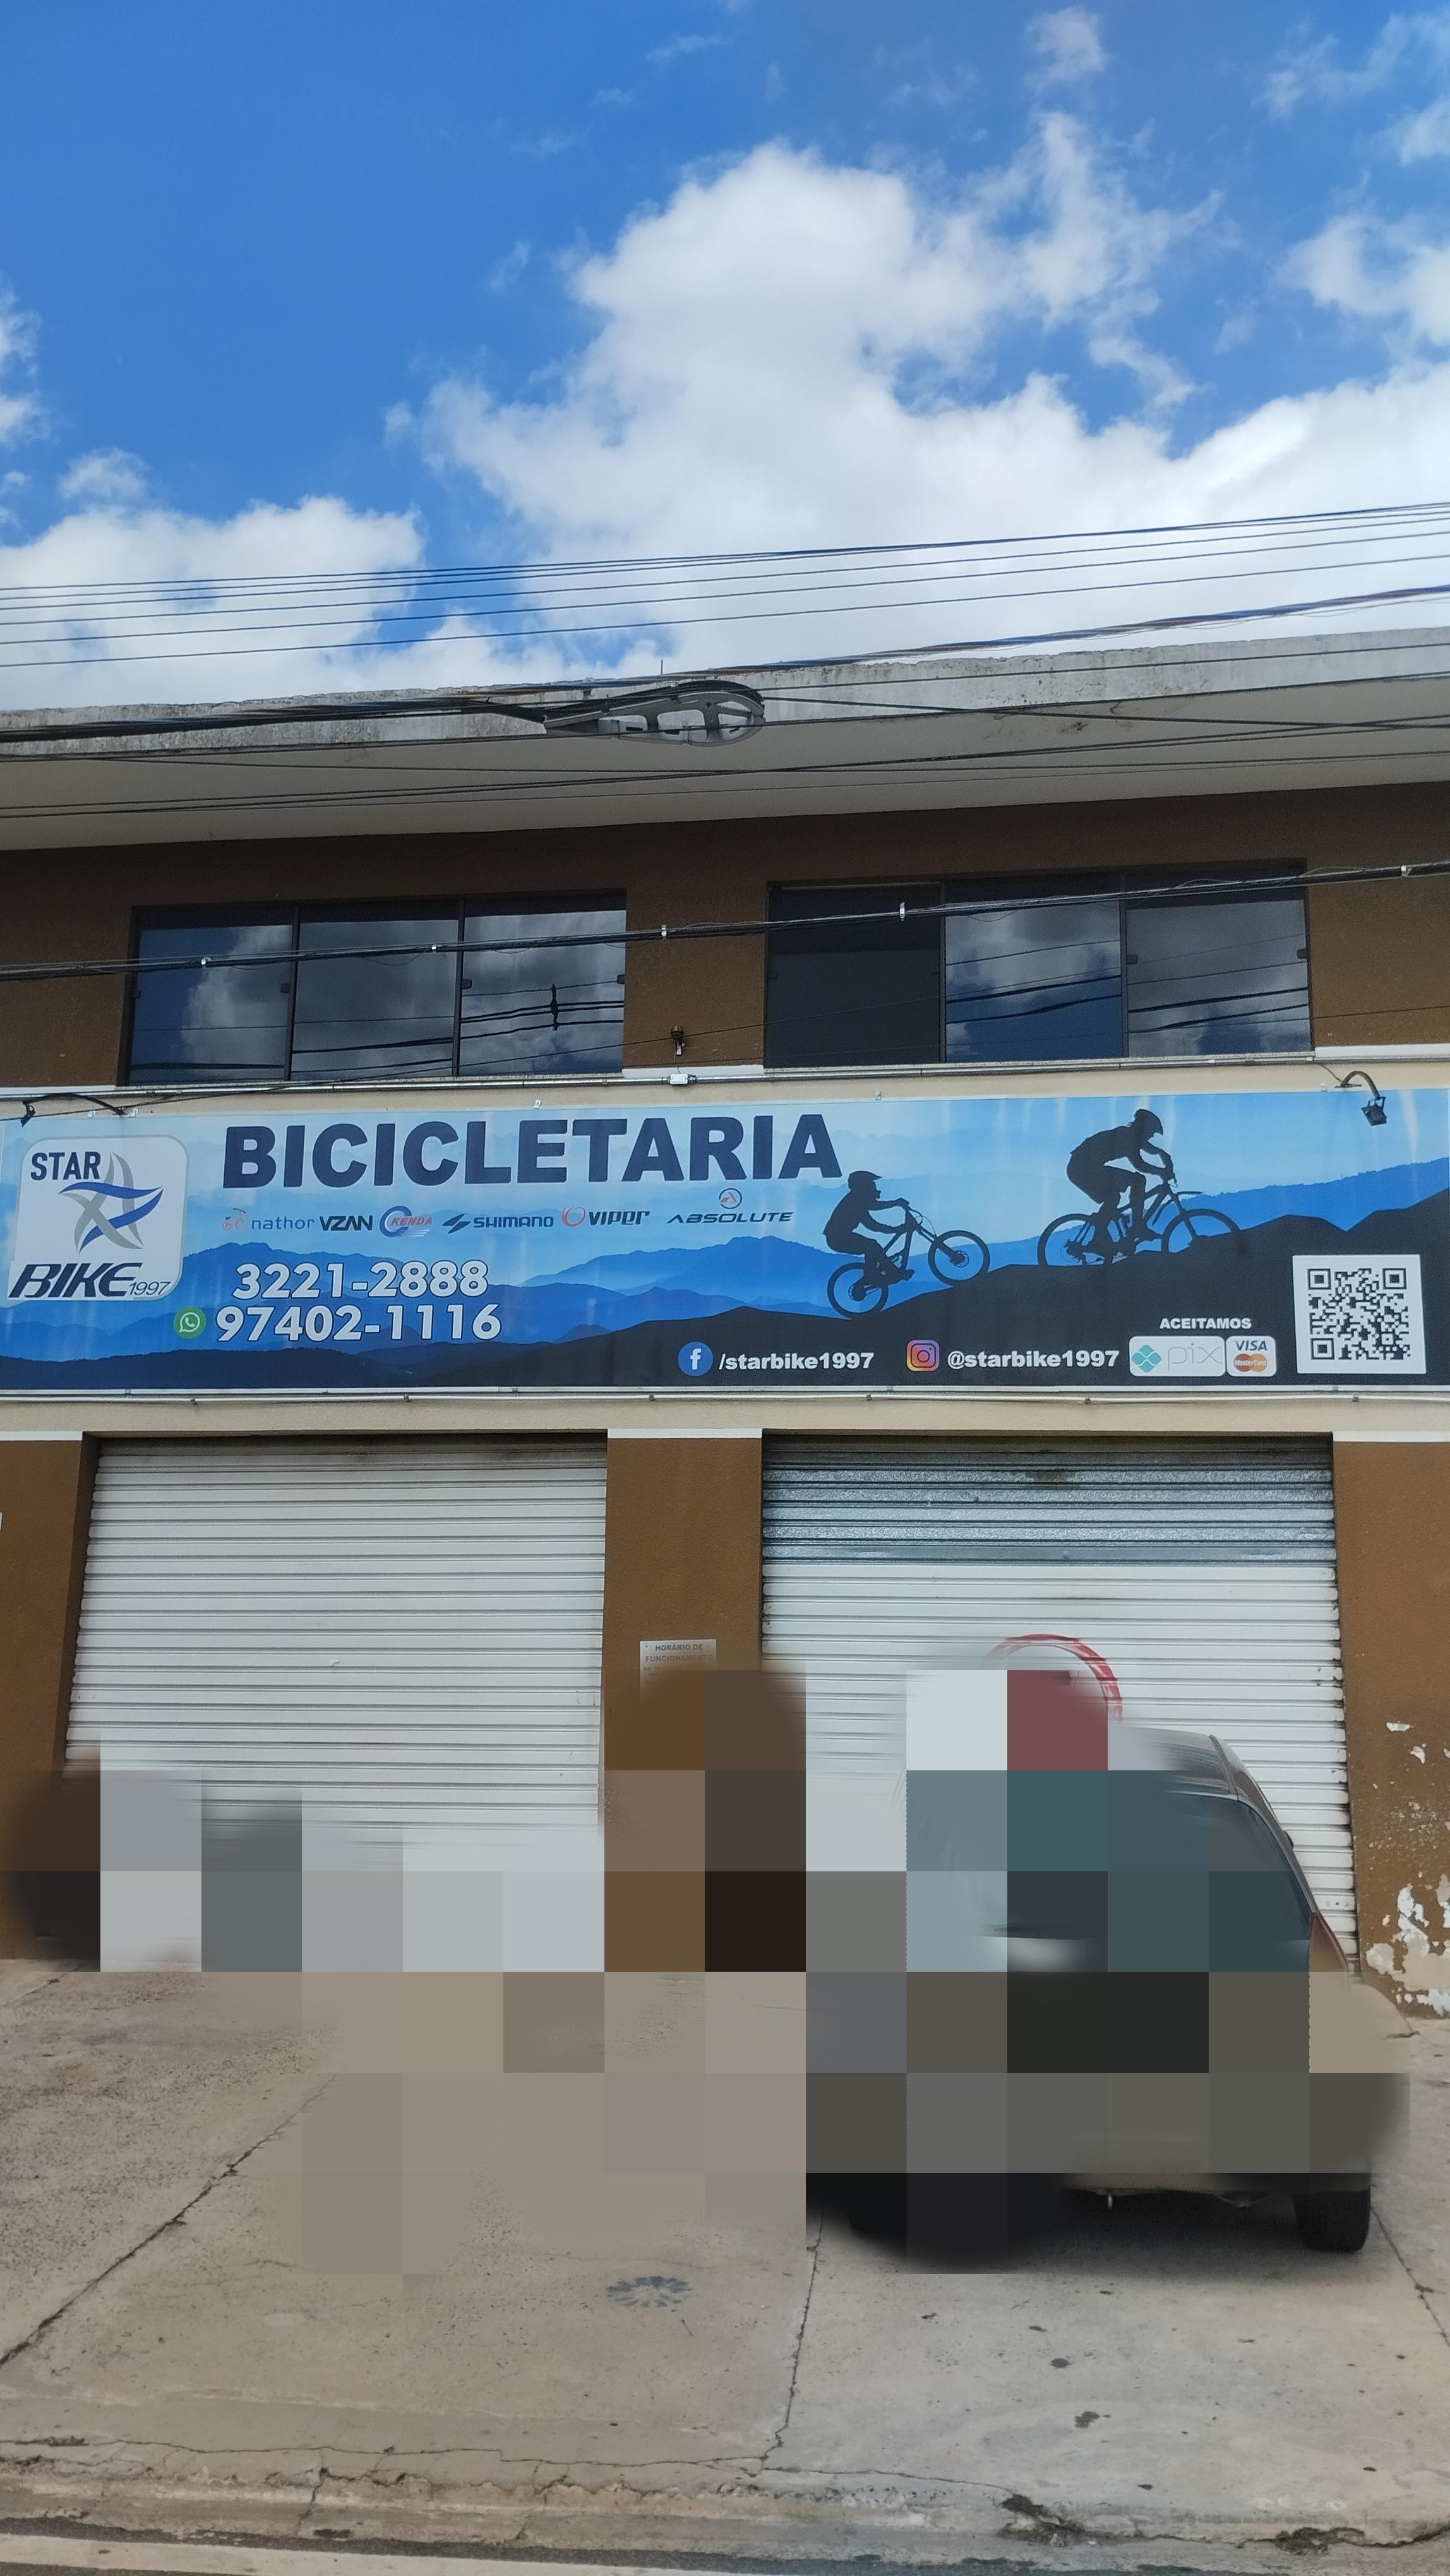 STAR
BIKE 1997
BICICLETARIA
nathor VZAN KENDA SHIMANO VIPER ABSOLUTE
3221-2888
97402-1116
f /starbike1997 @starbike1997
ACEITAMOS
pix VISA
MasterCard
HORÁRIO DE
FUNCIONAMENTO